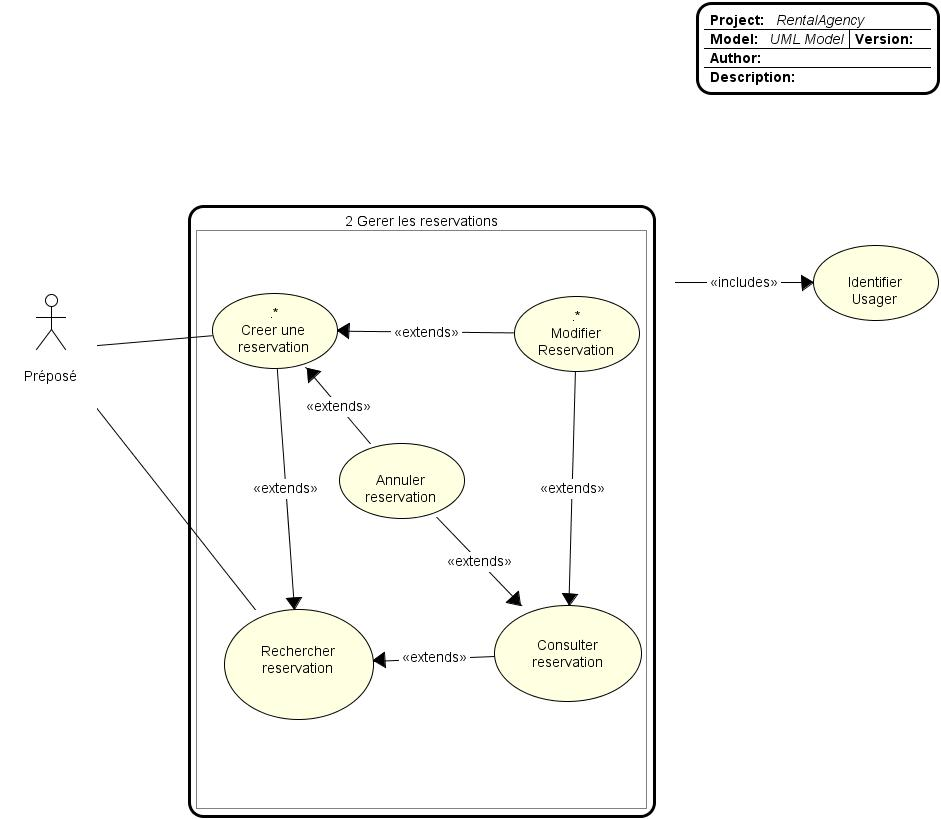 Project: RentalAgency
Model: UML Model Version:
Author:
Description:
2 Gerer les reservations
«includes»
Identifier
Usager
.*
Creer une
reservation
«extends»
.*
Modifier
Reservation
Préposé
«extends»
Annuler
reservation
«extends»
«extends»
«extends»
Rechercher
reservation
«extends»
Consulter
reservation